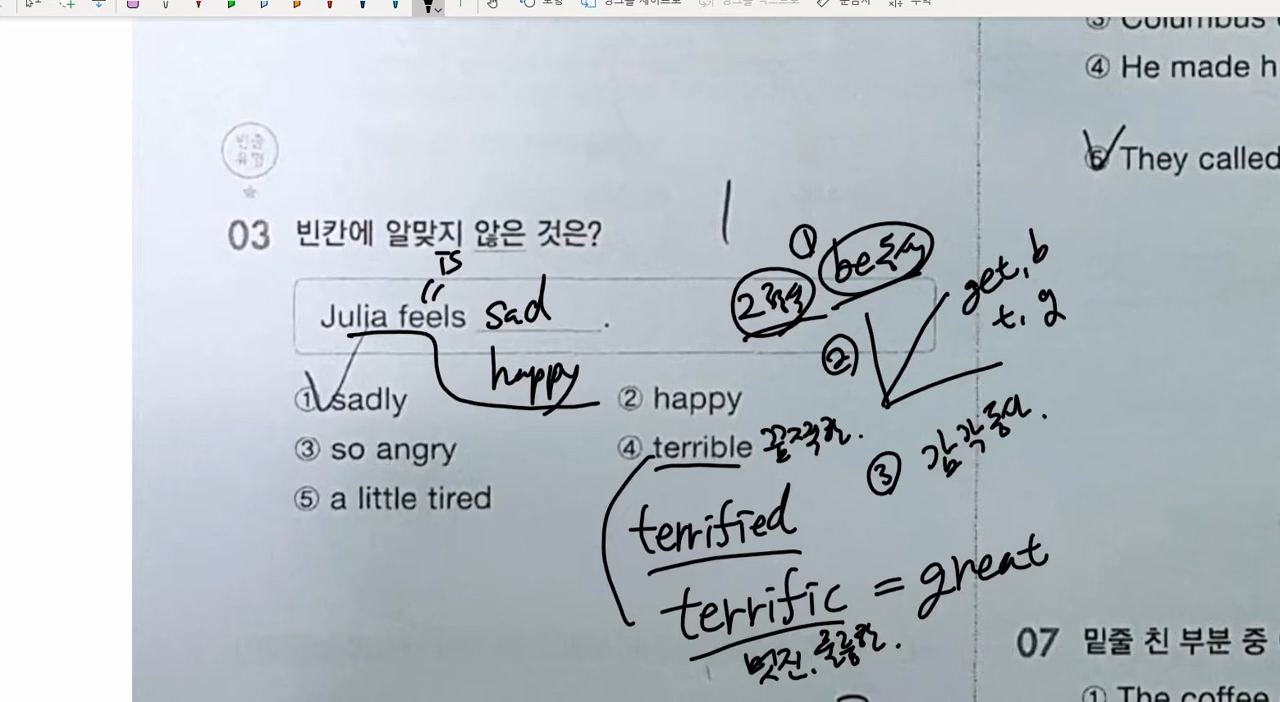 ③ Columbus
④ He made h
⑤ They called
빈출
유형
03 빈칸에 알맞지 않은 것은?
is
Julia feels sad .
happy
① sadly
② happy
③ so angry
④ terrible 끔찍한.
⑤ a little tired
① be동사
2형식
② get, b
t, g
③ 감각동사.
terrified
terrific = great
멋진. 훌륭한.
07 밑줄 친 부분 중
① The coffee